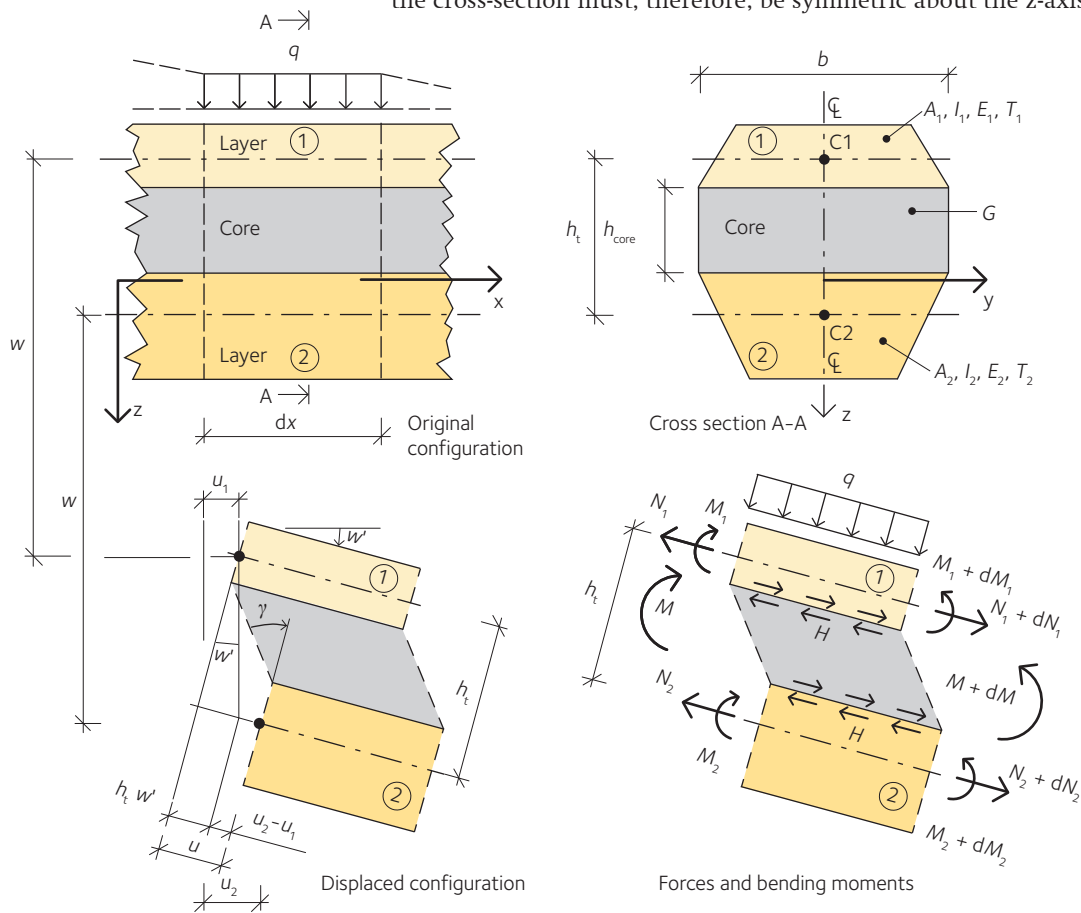 the cross-section must, therefore, be symmetric about the z-axis
A
q
Layer 1
Core
Layer 2
x
z
w
A
dx
Original
configuration
b
℄
A₁, I₁, E₁, T₁
1
C1
G
Core
hₜ
h_core
y
C2
℄
2
A₂, I₂, E₂, T₂
z
Cross section A–A
w
u₁
w'
1
γ
w'
hₜ
2
hₜ w'
u₂–u₁
u
u₂
Displaced configuration
q
N₁
M₁
1
M₁ + dM₁
hₜ
M
H
N₁ + dN₁
N₂
M + dM
H
M₂
2
N₂ + dN₂
M₂ + dM₂
Forces and bending moments